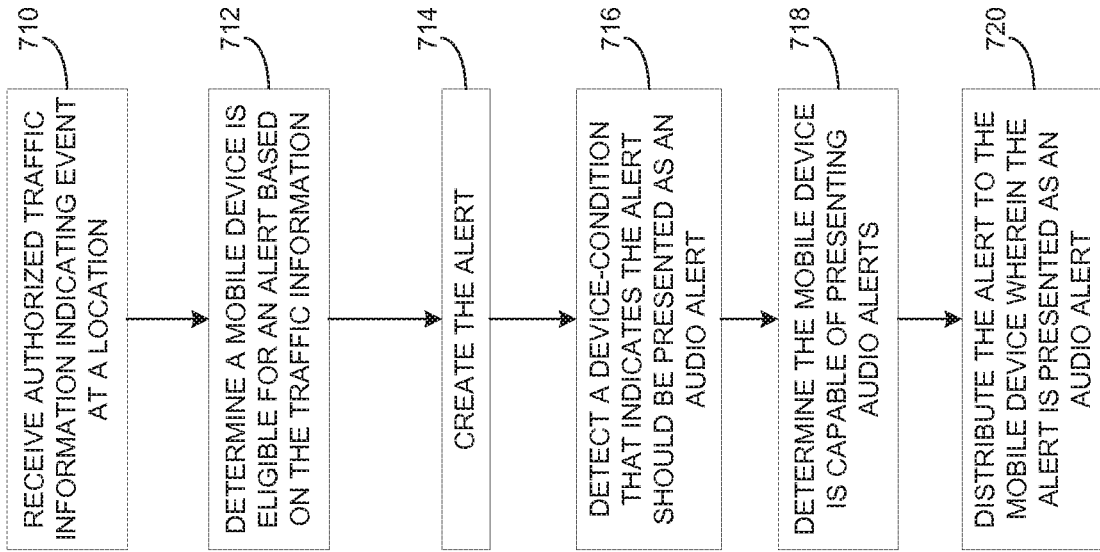 RECEIVE AUTHORIZED TRAFFIC
INFORMATION INDICATING EVENT
AT A LOCATION
710
DETERMINE A MOBILE DEVICE IS
ELIGIBLE FOR AN ALERT BASED
ON THE TRAFFIC INFORMATION
712
CREATE THE ALERT
714
DETECT A DEVICE-CONDITION
THAT INDICATES THE ALERT
SHOULD BE PRESENTED AS AN
AUDIO ALERT
716
DETERMINE THE MOBILE DEVICE
IS CAPABLE OF PRESENTING
AUDIO ALERTS
718
DISTRIBUTE THE ALERT TO THE
MOBILE DEVICE WHEREIN THE
ALERT IS PRESENTED AS AN
AUDIO ALERT
720